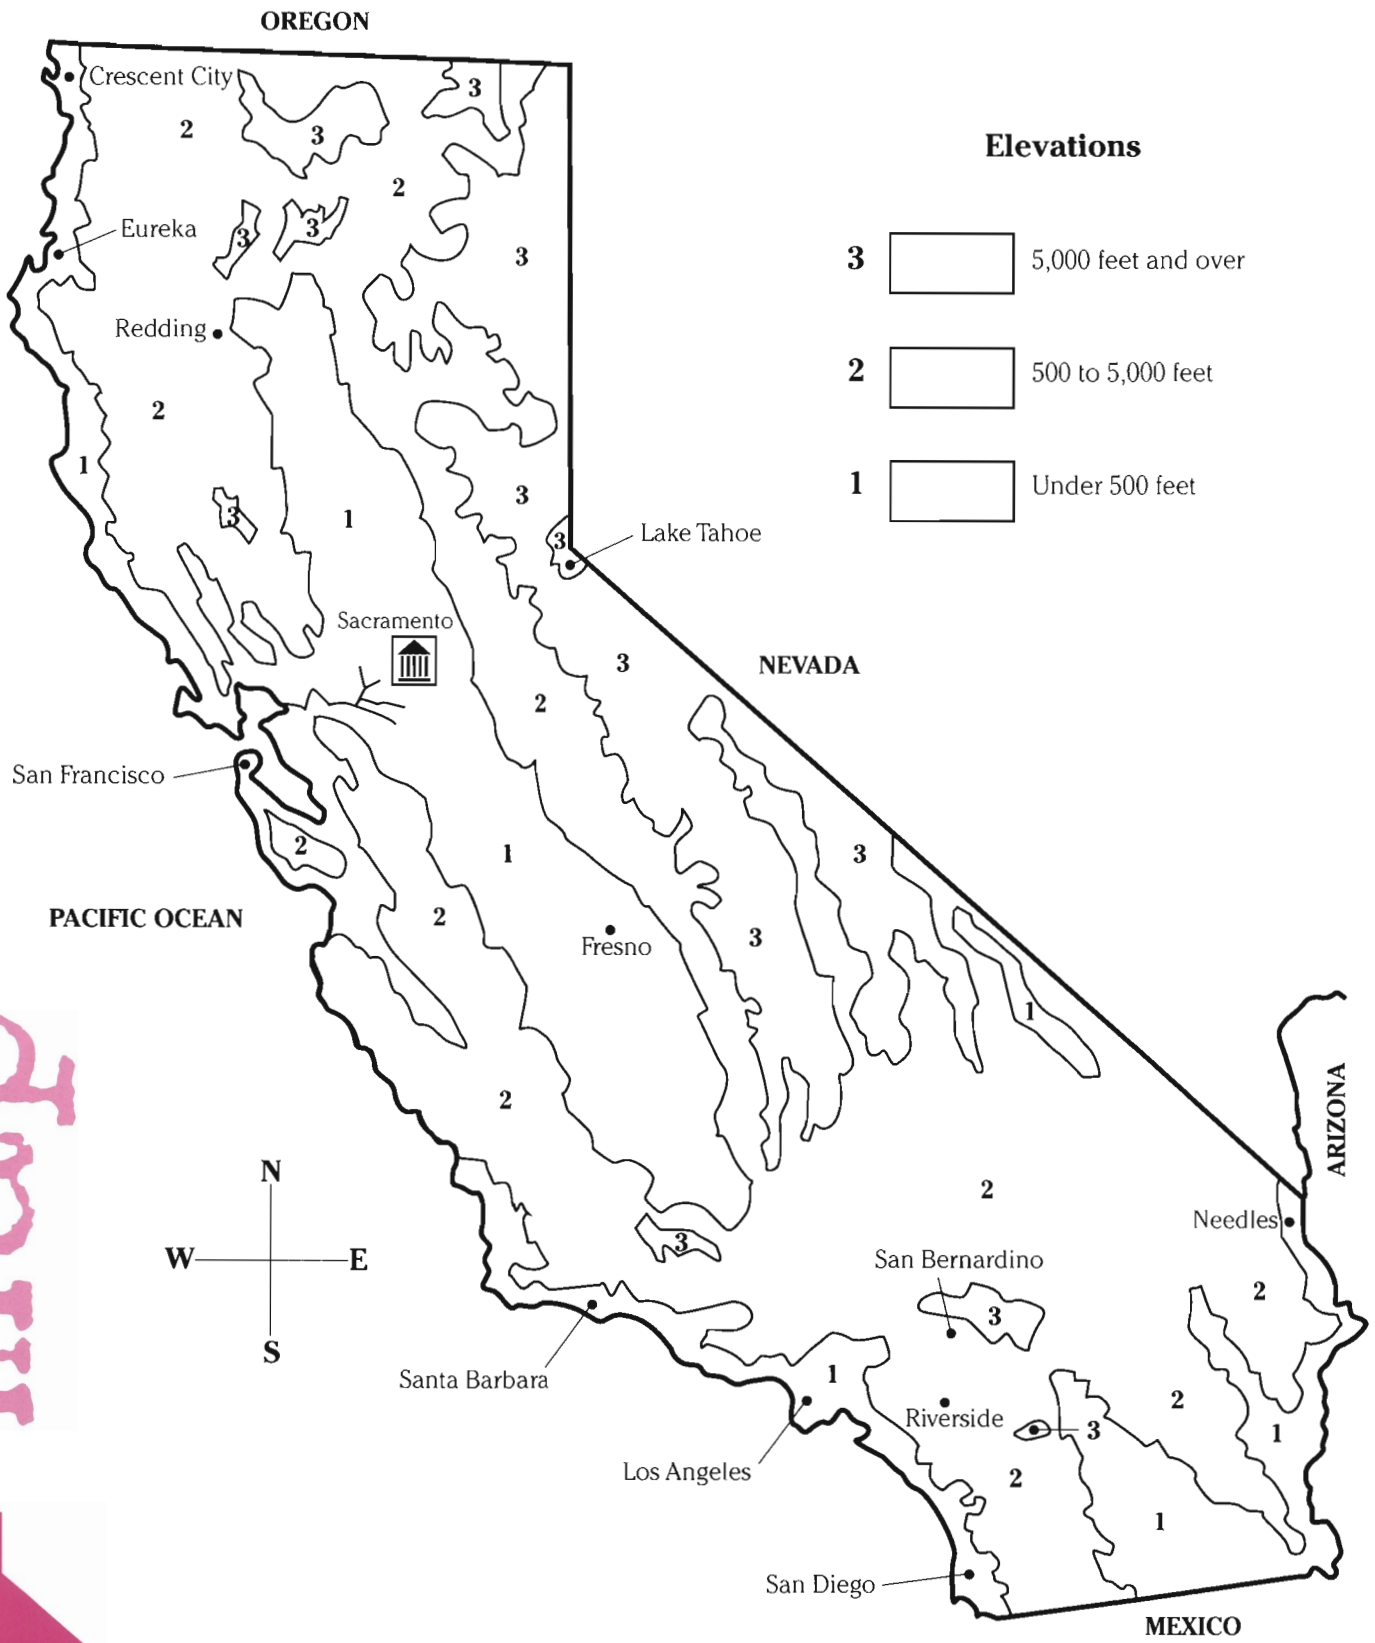 OREGON
Crescent City
3
2
3
2
Eureka
3
3
3
Redding
2
1
3
3
1
3
Lake Tahoe
Sacramento
3
NEVADA
2
San Francisco
2
1
3
PACIFIC OCEAN
2
Fresno
3
1
2
ARIZONA
N
W
E
S
2
Needles
3
San Bernardino
2
3
Santa Barbara
1
2
Riverside
3
1
Los Angeles
2
1
San Diego
MEXICO
Elevations
3 5,000 feet and over
2 500 to 5,000 feet
1 Under 500 feet